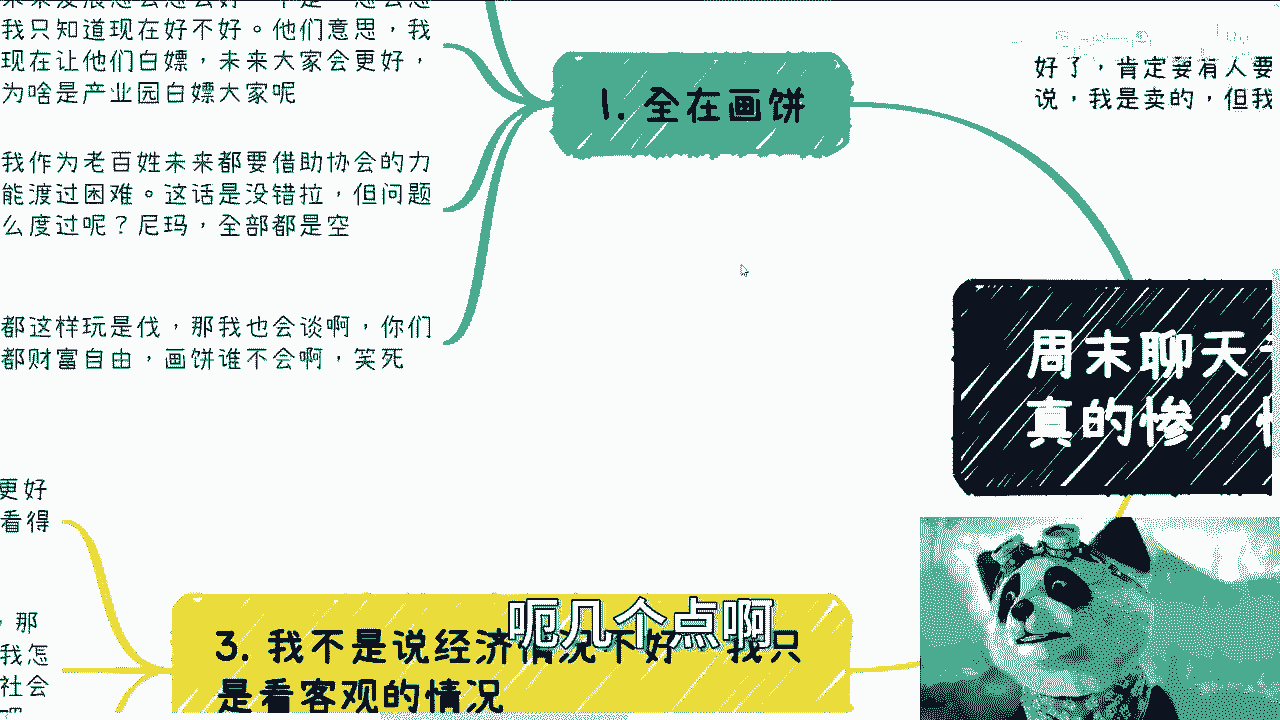 我只知道现在好不好。他们意思，我
现在让他们白嫖，未来大家会更好，
为啥是产业园白嫖大家呢
我作为老百姓未来都要借助协会的力
能渡过困难。这话是没错拉，但问题
么度过呢？尼玛，全部都是空
都这样玩是伐，那我也会谈啊，你们
都财富自由，画饼谁不会啊，笑死
1. 全在画饼
好了，肯定要有人要
说，我是卖的，但我
周末聊天
真的惨，
更好
看得
，那
我怎
社会
3. 我不是说经济情况不好 我只
是看客观的情况
呃几个点啊